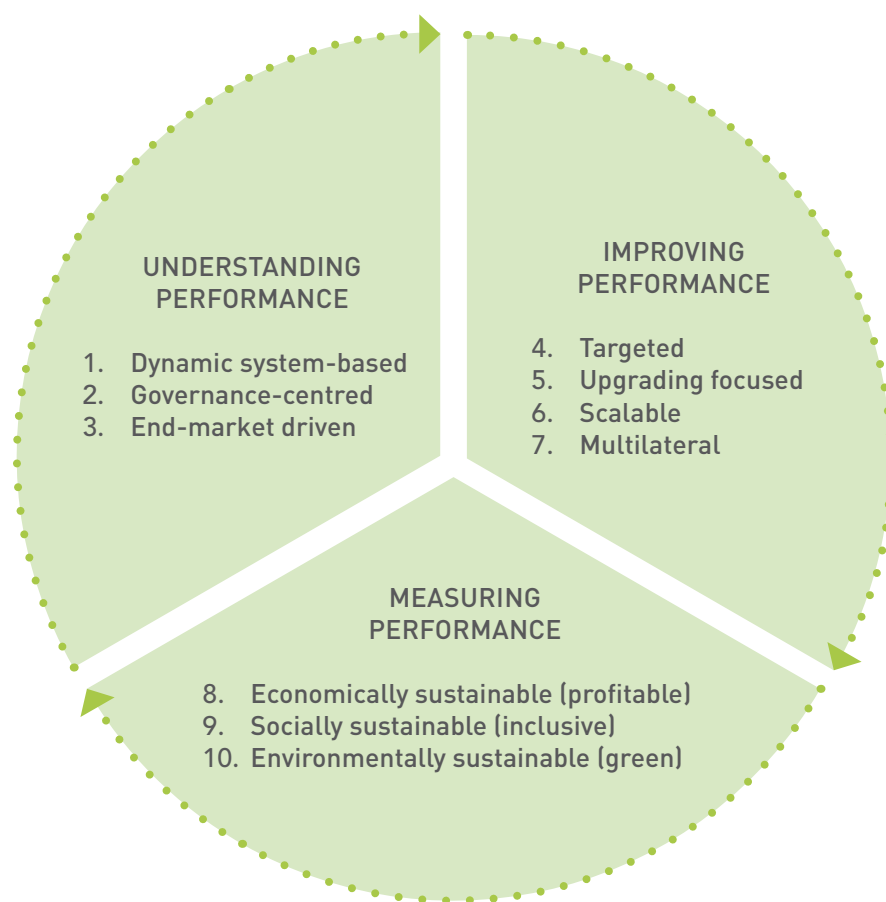 UNDERSTANDING
PERFORMANCE
1. Dynamic system-based
2. Governance-centred
3. End-market driven
IMPROVING
PERFORMANCE
4. Targeted
5. Upgrading focused
6. Scalable
7. Multilateral
MEASURING
PERFORMANCE
8. Economically sustainable (profitable)
9. Socially sustainable (inclusive)
10. Environmentally sustainable (green)